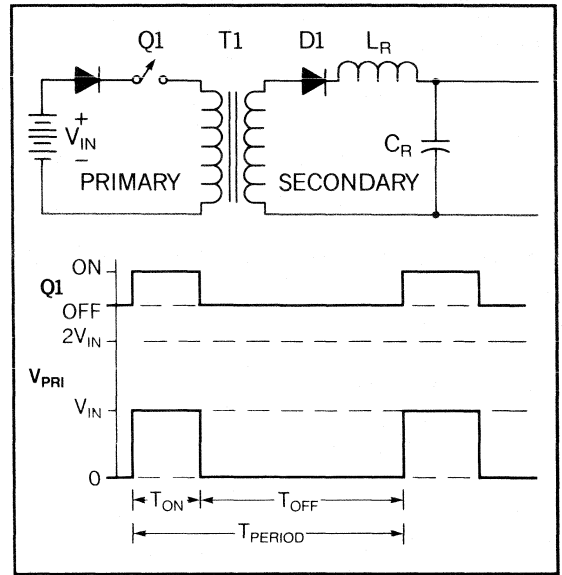 Q1 T1 D1 L_R
+
V_IN
−
C_R
PRIMARY SECONDARY
ON
Q1
OFF
2V_IN
V_PRI
V_IN
0
T_ON T_OFF
T_PERIOD